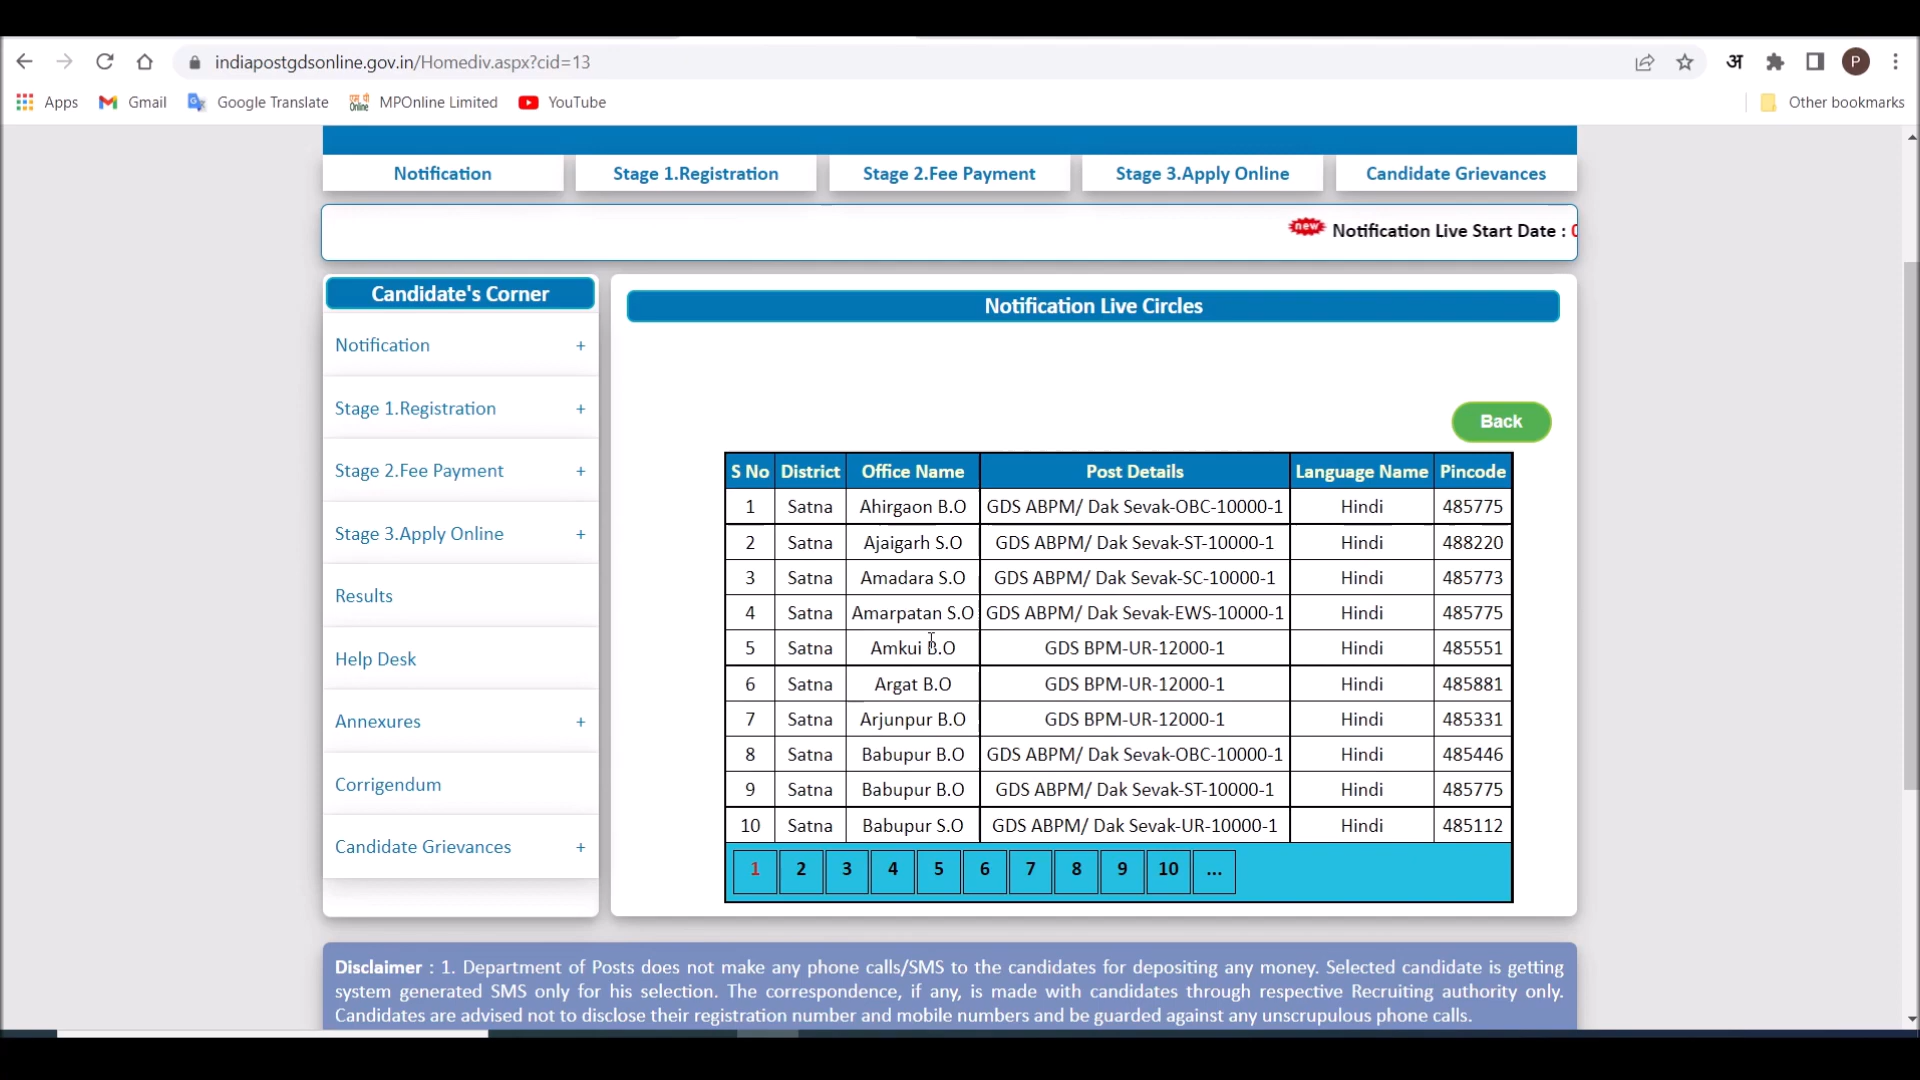 indiapostgdsonline.gov.in/Homediv.aspx?cid=13
अ
P
Apps Gmail Google Translate MPOnline Limited YouTube Other bookmarks
Notification Stage 1.Registration Stage 2.Fee Payment Stage 3.Apply Online Candidate Grievances
new Notification Live Start Date :
Candidate's Corner
Notification +
Stage 1.Registration +
Stage 2.Fee Payment +
Stage 3.Apply Online +
Results
Help Desk
Annexures +
Corrigendum
Candidate Grievances +
Notification Live Circles
Back
S No District Office Name Post Details Language Name Pincode
1 Satna Ahirgaon B.O GDS ABPM/ Dak Sevak-OBC-10000-1 Hindi 485775
2 Satna Ajaigarh S.O GDS ABPM/ Dak Sevak-ST-10000-1 Hindi 488220
3 Satna Amadara S.O GDS ABPM/ Dak Sevak-SC-10000-1 Hindi 485773
4 Satna Amarpatan S.O GDS ABPM/ Dak Sevak-EWS-10000-1 Hindi 485775
5 Satna Amkui B.O GDS BPM-UR-12000-1 Hindi 485551
6 Satna Argat B.O GDS BPM-UR-12000-1 Hindi 485881
7 Satna Arjunpur B.O GDS BPM-UR-12000-1 Hindi 485331
8 Satna Babupur B.O GDS ABPM/ Dak Sevak-OBC-10000-1 Hindi 485446
9 Satna Babupur B.O GDS ABPM/ Dak Sevak-ST-10000-1 Hindi 485775
10 Satna Babupur S.O GDS ABPM/ Dak Sevak-UR-10000-1 Hindi 485112
1 2 3 4 5 6 7 8 9 10 ...
Disclaimer : 1. Department of Posts does not make any phone calls/SMS to the candidates for depositing any money. Selected candidate is getting
system generated SMS only for his selection. The correspondence, if any, is made with candidates through respective Recruiting authority only.
Candidates are advised not to disclose their registration number and mobile numbers and be guarded against any unscrupulous phone calls.